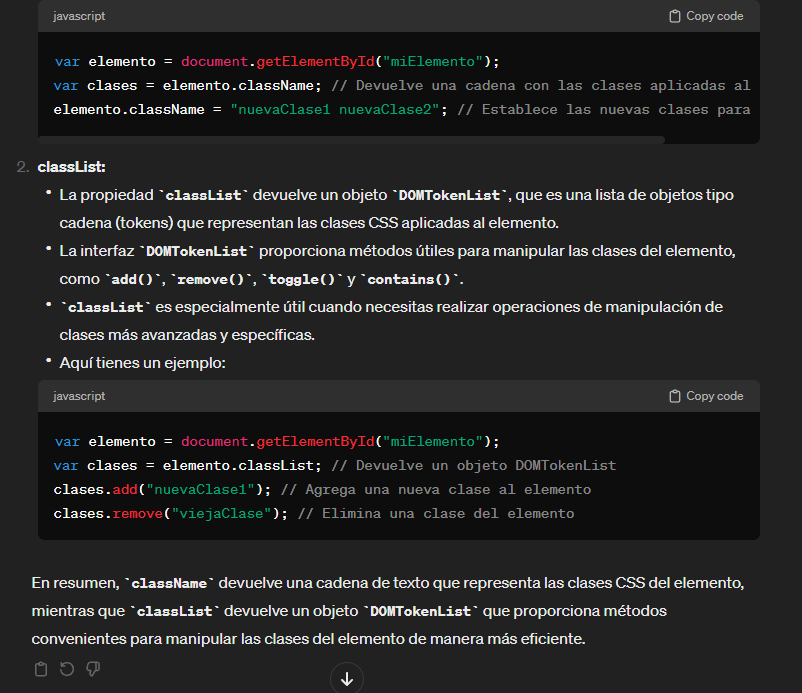 javascript Copy code
var elemento = document.getElementById("miElemento");
var clases = elemento.className; // Devuelve una cadena con las clases aplicadas al
elemento.className = "nuevaClase1 nuevaClase2"; // Establece las nuevas clases para
2. classList:
• La propiedad `classList` devuelve un objeto `DOMTokenList`, que es una lista de objetos tipo
cadena (tokens) que representan las clases CSS aplicadas al elemento.
• La interfaz `DOMTokenList` proporciona métodos útiles para manipular las clases del elemento,
como `add()`, `remove()`, `toggle()` y `contains()`.
• `classList` es especialmente útil cuando necesitas realizar operaciones de manipulación de
clases más avanzadas y específicas.
• Aquí tienes un ejemplo:
javascript Copy code
var elemento = document.getElementById("miElemento");
var clases = elemento.classList; // Devuelve un objeto DOMTokenList
clases.add("nuevaClase1"); // Agrega una nueva clase al elemento
clases.remove("viejaClase"); // Elimina una clase del elemento
En resumen, `className` devuelve una cadena de texto que representa las clases CSS del elemento,
mientras que `classList` devuelve un objeto `DOMTokenList` que proporciona métodos
convenientes para manipular las clases del elemento de manera más eficiente.